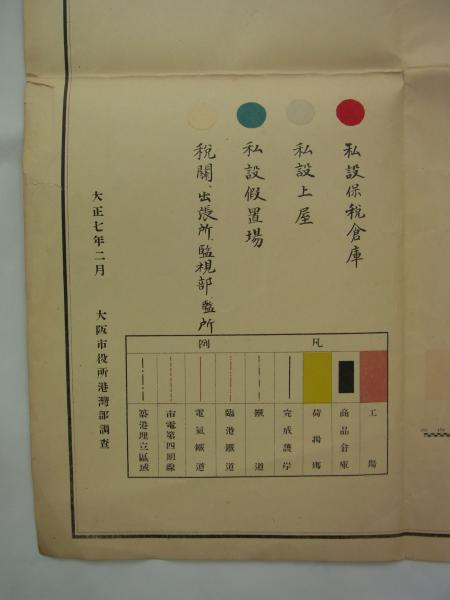 私設保税倉庫
私設上屋
私設假置場
税關、出張所、監視部、監所
大正七年二月
大阪市役所港灣部調査
凡例
工場
商品倉庫
荷揚塲
完成護岸
鐵道
臨港鐵道
電氣鐵道
市電第四期線
築港埋立區域